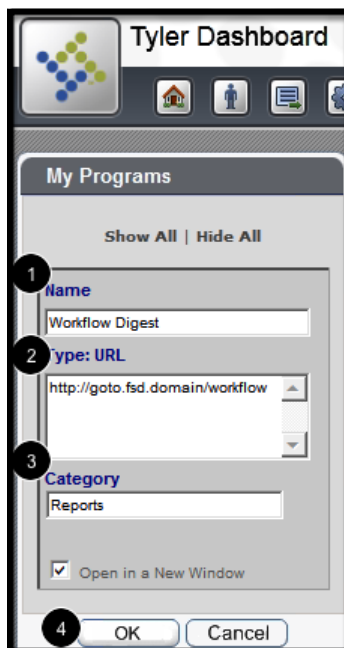 Tyler Dashboard
My Programs
Show All | Hide All
1
Name
Workflow Digest
2 Type: URL
http://goto.fsd.domain/workflow
3
Category
Reports
Open in a New Window
4 OK Cancel